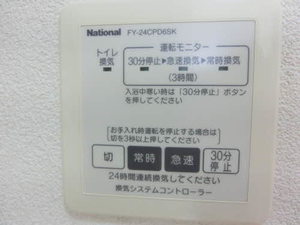 National FY-24CPD6SK
トイレ 換気
運転モニター
30分停止▶急速換気▶常時換気
(3時間)
入浴中寒い時は「30分停止」ボタン
を押してください
お手入れ時運転を停止する場合は
切を3秒以上押してください
切 常時 急速 30分 停止
24時間連続換気してください
換気システムコントローラー